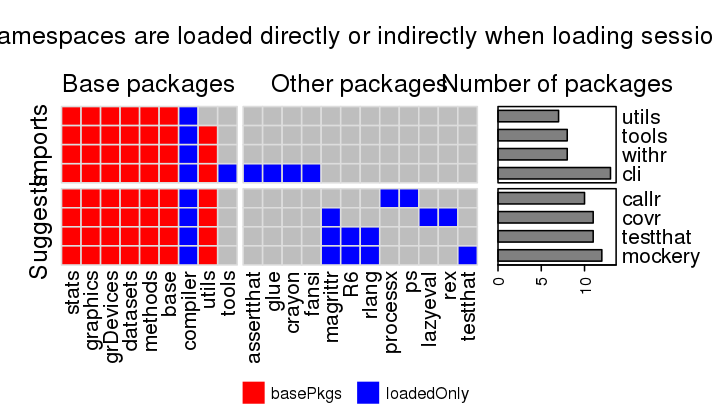 amespaces are loaded directly or indirectly when loading sessio
Base packages
Other packages
Number of packages
Imports
Suggests
utils
tools
withr
cli
callr
covr
testthat
mockery
stats
graphics
grDevices
datasets
methods
base
compiler
utils
tools
assertthat
glue
crayon
fansi
magrittr
R6
rlang
processx
ps
lazyeval
rex
testthat
0
5
10
basePkgs
loadedOnly